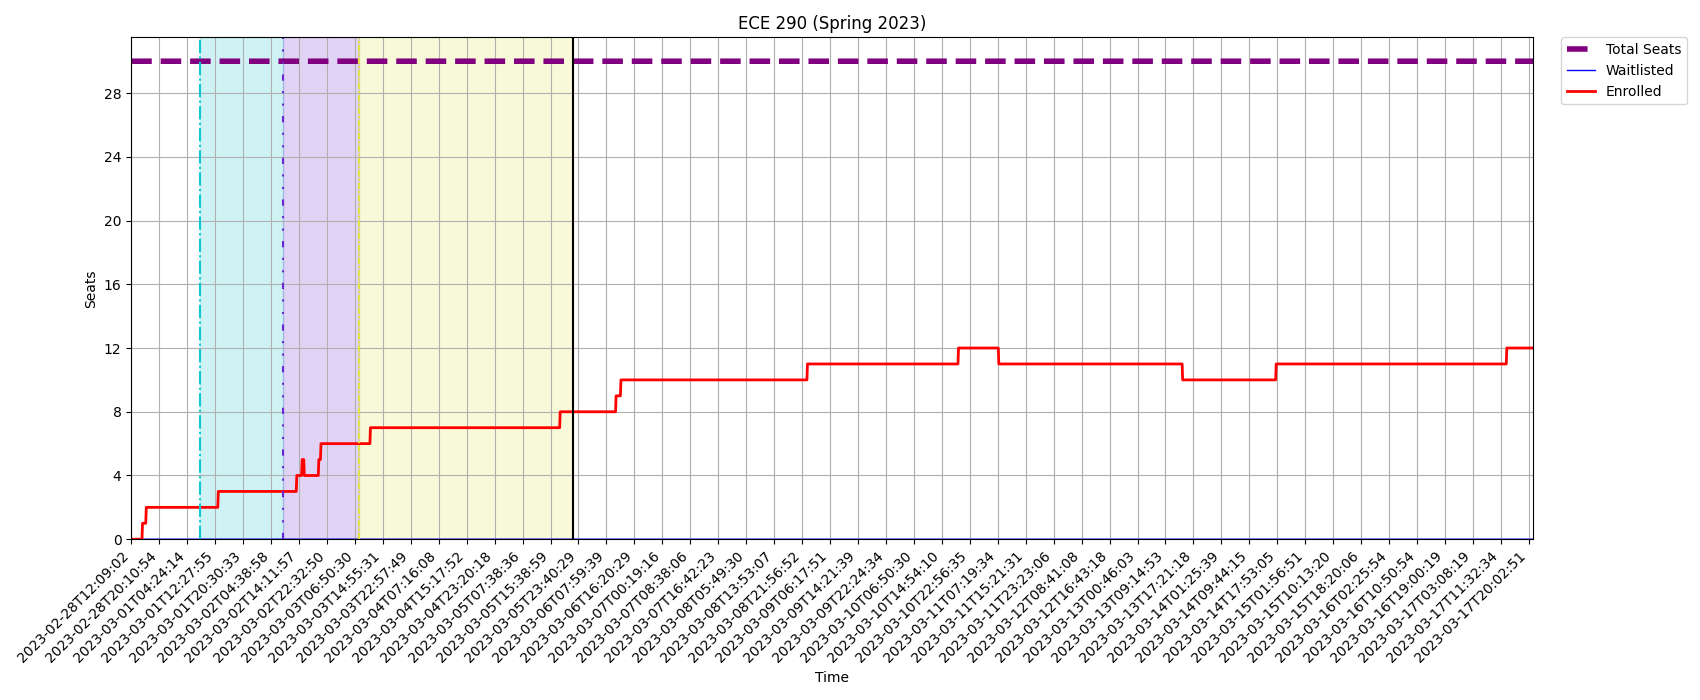 ECE 290 (Spring 2023)
Total Seats
Waitlisted
Enrolled
Seats
28
24
20
16
12
8
4
0
2023-02-28T12:09:02
2023-02-28T20:10:54
2023-03-01T04:24:14
2023-03-01T12:27:55
2023-03-01T20:30:33
2023-03-02T04:38:58
2023-03-02T14:11:57
2023-03-02T22:32:50
2023-03-03T06:50:30
2023-03-03T14:55:31
2023-03-03T22:57:49
2023-03-04T07:16:08
2023-03-04T15:17:52
2023-03-04T23:20:18
2023-03-05T07:38:36
2023-03-05T15:38:59
2023-03-05T23:40:29
2023-03-06T07:59:39
2023-03-06T16:20:29
2023-03-07T00:19:16
2023-03-07T08:38:06
2023-03-07T16:42:23
2023-03-08T05:49:30
2023-03-08T13:53:07
2023-03-08T21:56:52
2023-03-09T06:17:51
2023-03-09T14:21:39
2023-03-09T22:24:34
2023-03-10T06:50:30
2023-03-10T14:54:10
2023-03-10T22:56:35
2023-03-11T07:19:34
2023-03-11T15:21:31
2023-03-11T23:23:06
2023-03-12T08:41:08
2023-03-12T16:43:18
2023-03-13T00:46:03
2023-03-13T09:14:53
2023-03-13T17:21:18
2023-03-14T01:25:39
2023-03-14T09:44:15
2023-03-14T17:53:05
2023-03-15T01:56:51
2023-03-15T10:13:20
2023-03-15T18:20:06
2023-03-16T02:25:54
2023-03-16T10:50:54
2023-03-16T19:00:19
2023-03-17T03:08:19
2023-03-17T11:32:34
2023-03-17T20:02:51
Time